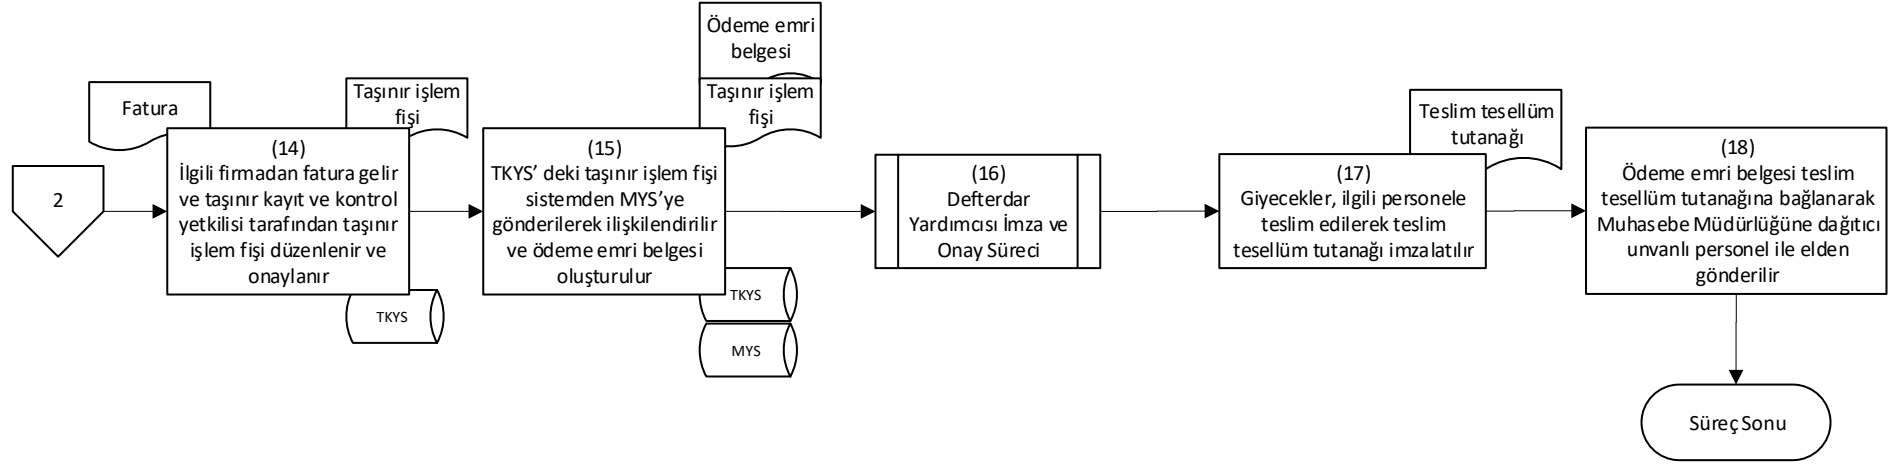 2
Fatura
(14)
İlgili firmadan fatura gelir
ve taşınır kayıt ve kontrol
yetkilisi tarafından taşınır
işlem fişi düzenlenir ve
onaylanır
Taşınır işlem
fişi
TKYS
(15)
TKYS’ deki taşınır işlem fişi
sistemden MYS’ye
gönderilerek ilişkilendirilir
ve ödeme emri belgesi
oluşturulur
Ödeme emri
belgesi
Taşınır işlem
fişi
TKYS
MYS
(16)
Defterdar
Yardımcısı İmza ve
Onay Süreci
(17)
Giyecekler, ilgili personele
teslim edilerek teslim
tesellüm tutanağı imzalatılır
Teslim tesellüm
tutanağı
(18)
Ödeme emri belgesi teslim
tesellüm tutanağına bağlanarak
Muhasebe Müdürlüğüne dağıtıcı
unvanlı personel ile elden
gönderilir
Süreç Sonu